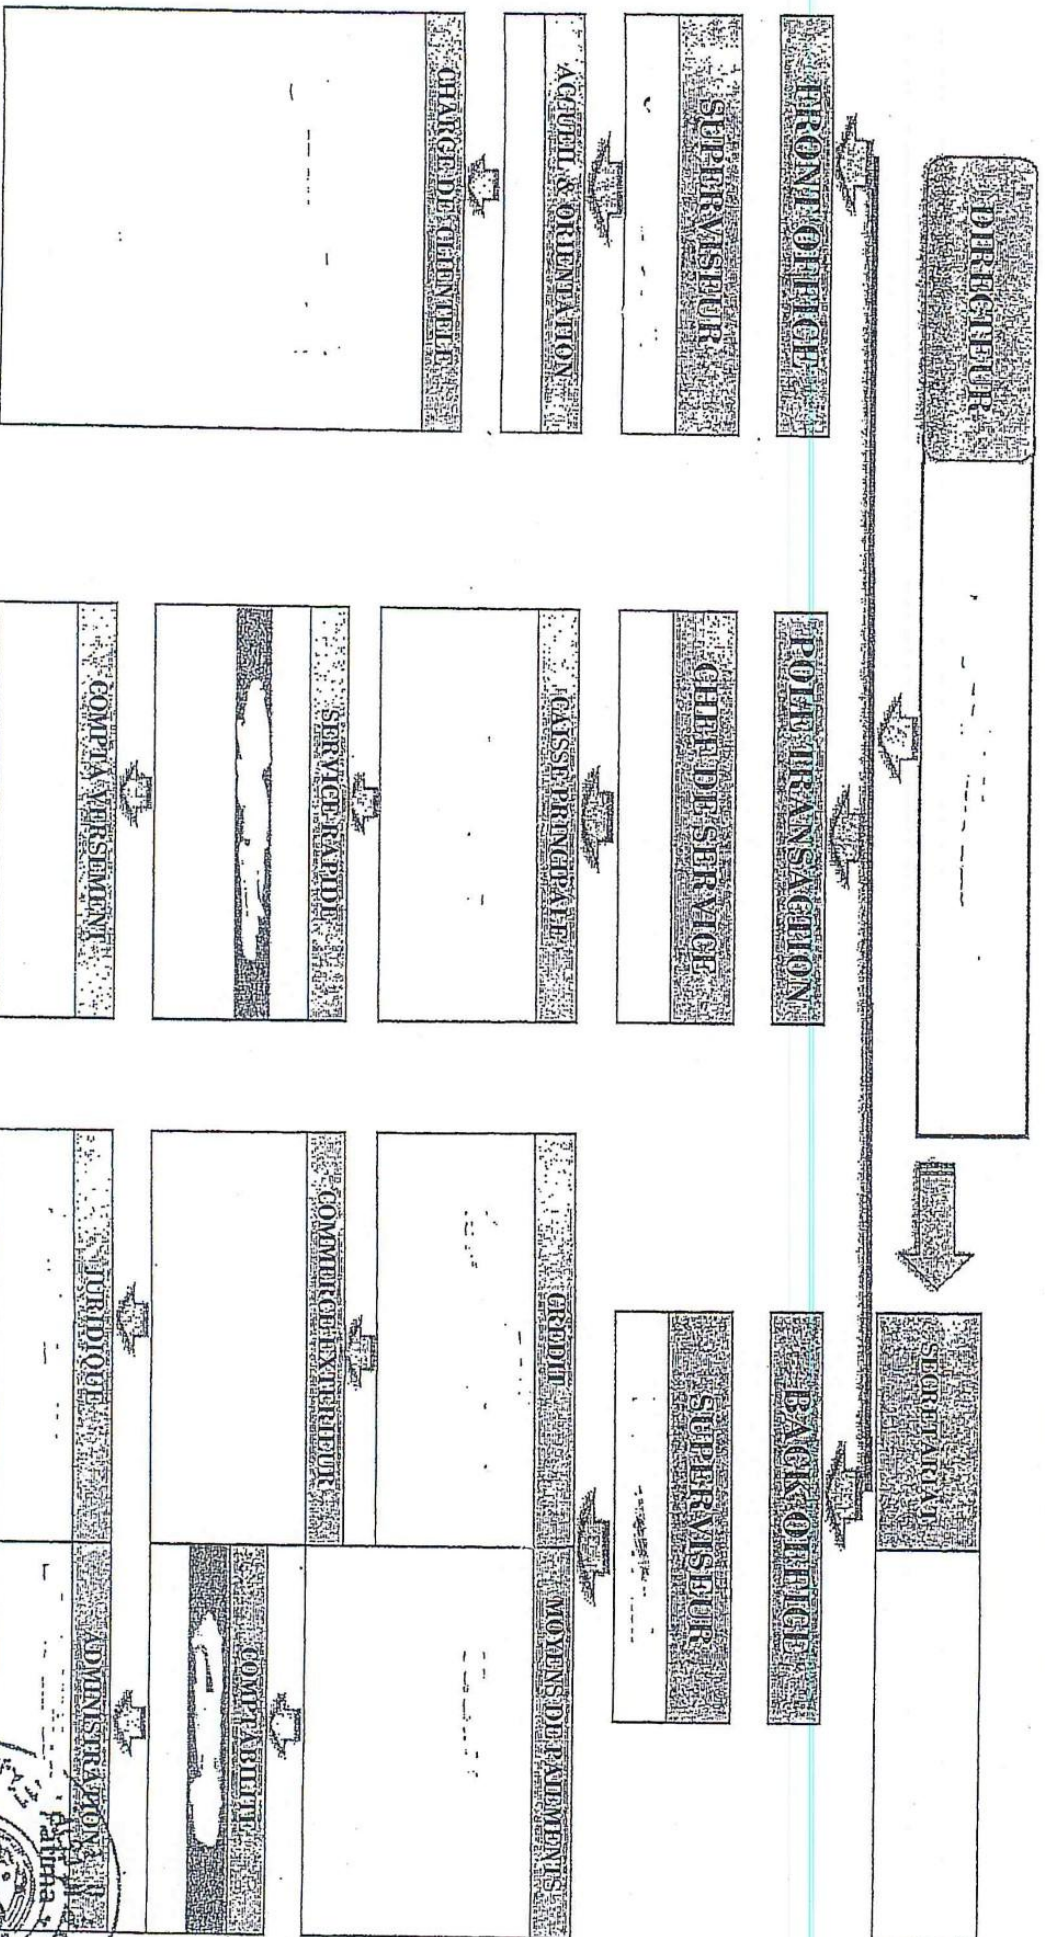 DIRECTEUR
SECRETARIAT
FRONT OFFICE
POLE TRANSACTION
BACK OFFICE
SUPERVISEUR
CHEF DE SERVICE
SUPERVISEUR
ACCUEIL & ORIENTATION
CAISSE PRINCIPALE
CREDIT
MOYENS DE PAIEMENTS
CHARGE DE CLIENTELE
SERVICE RAPIDE
COMMERCE EXTERIEUR
COMPTABILITE
COMPTA VERSEMENT
JURIDIQUE
ADMINISTRATION